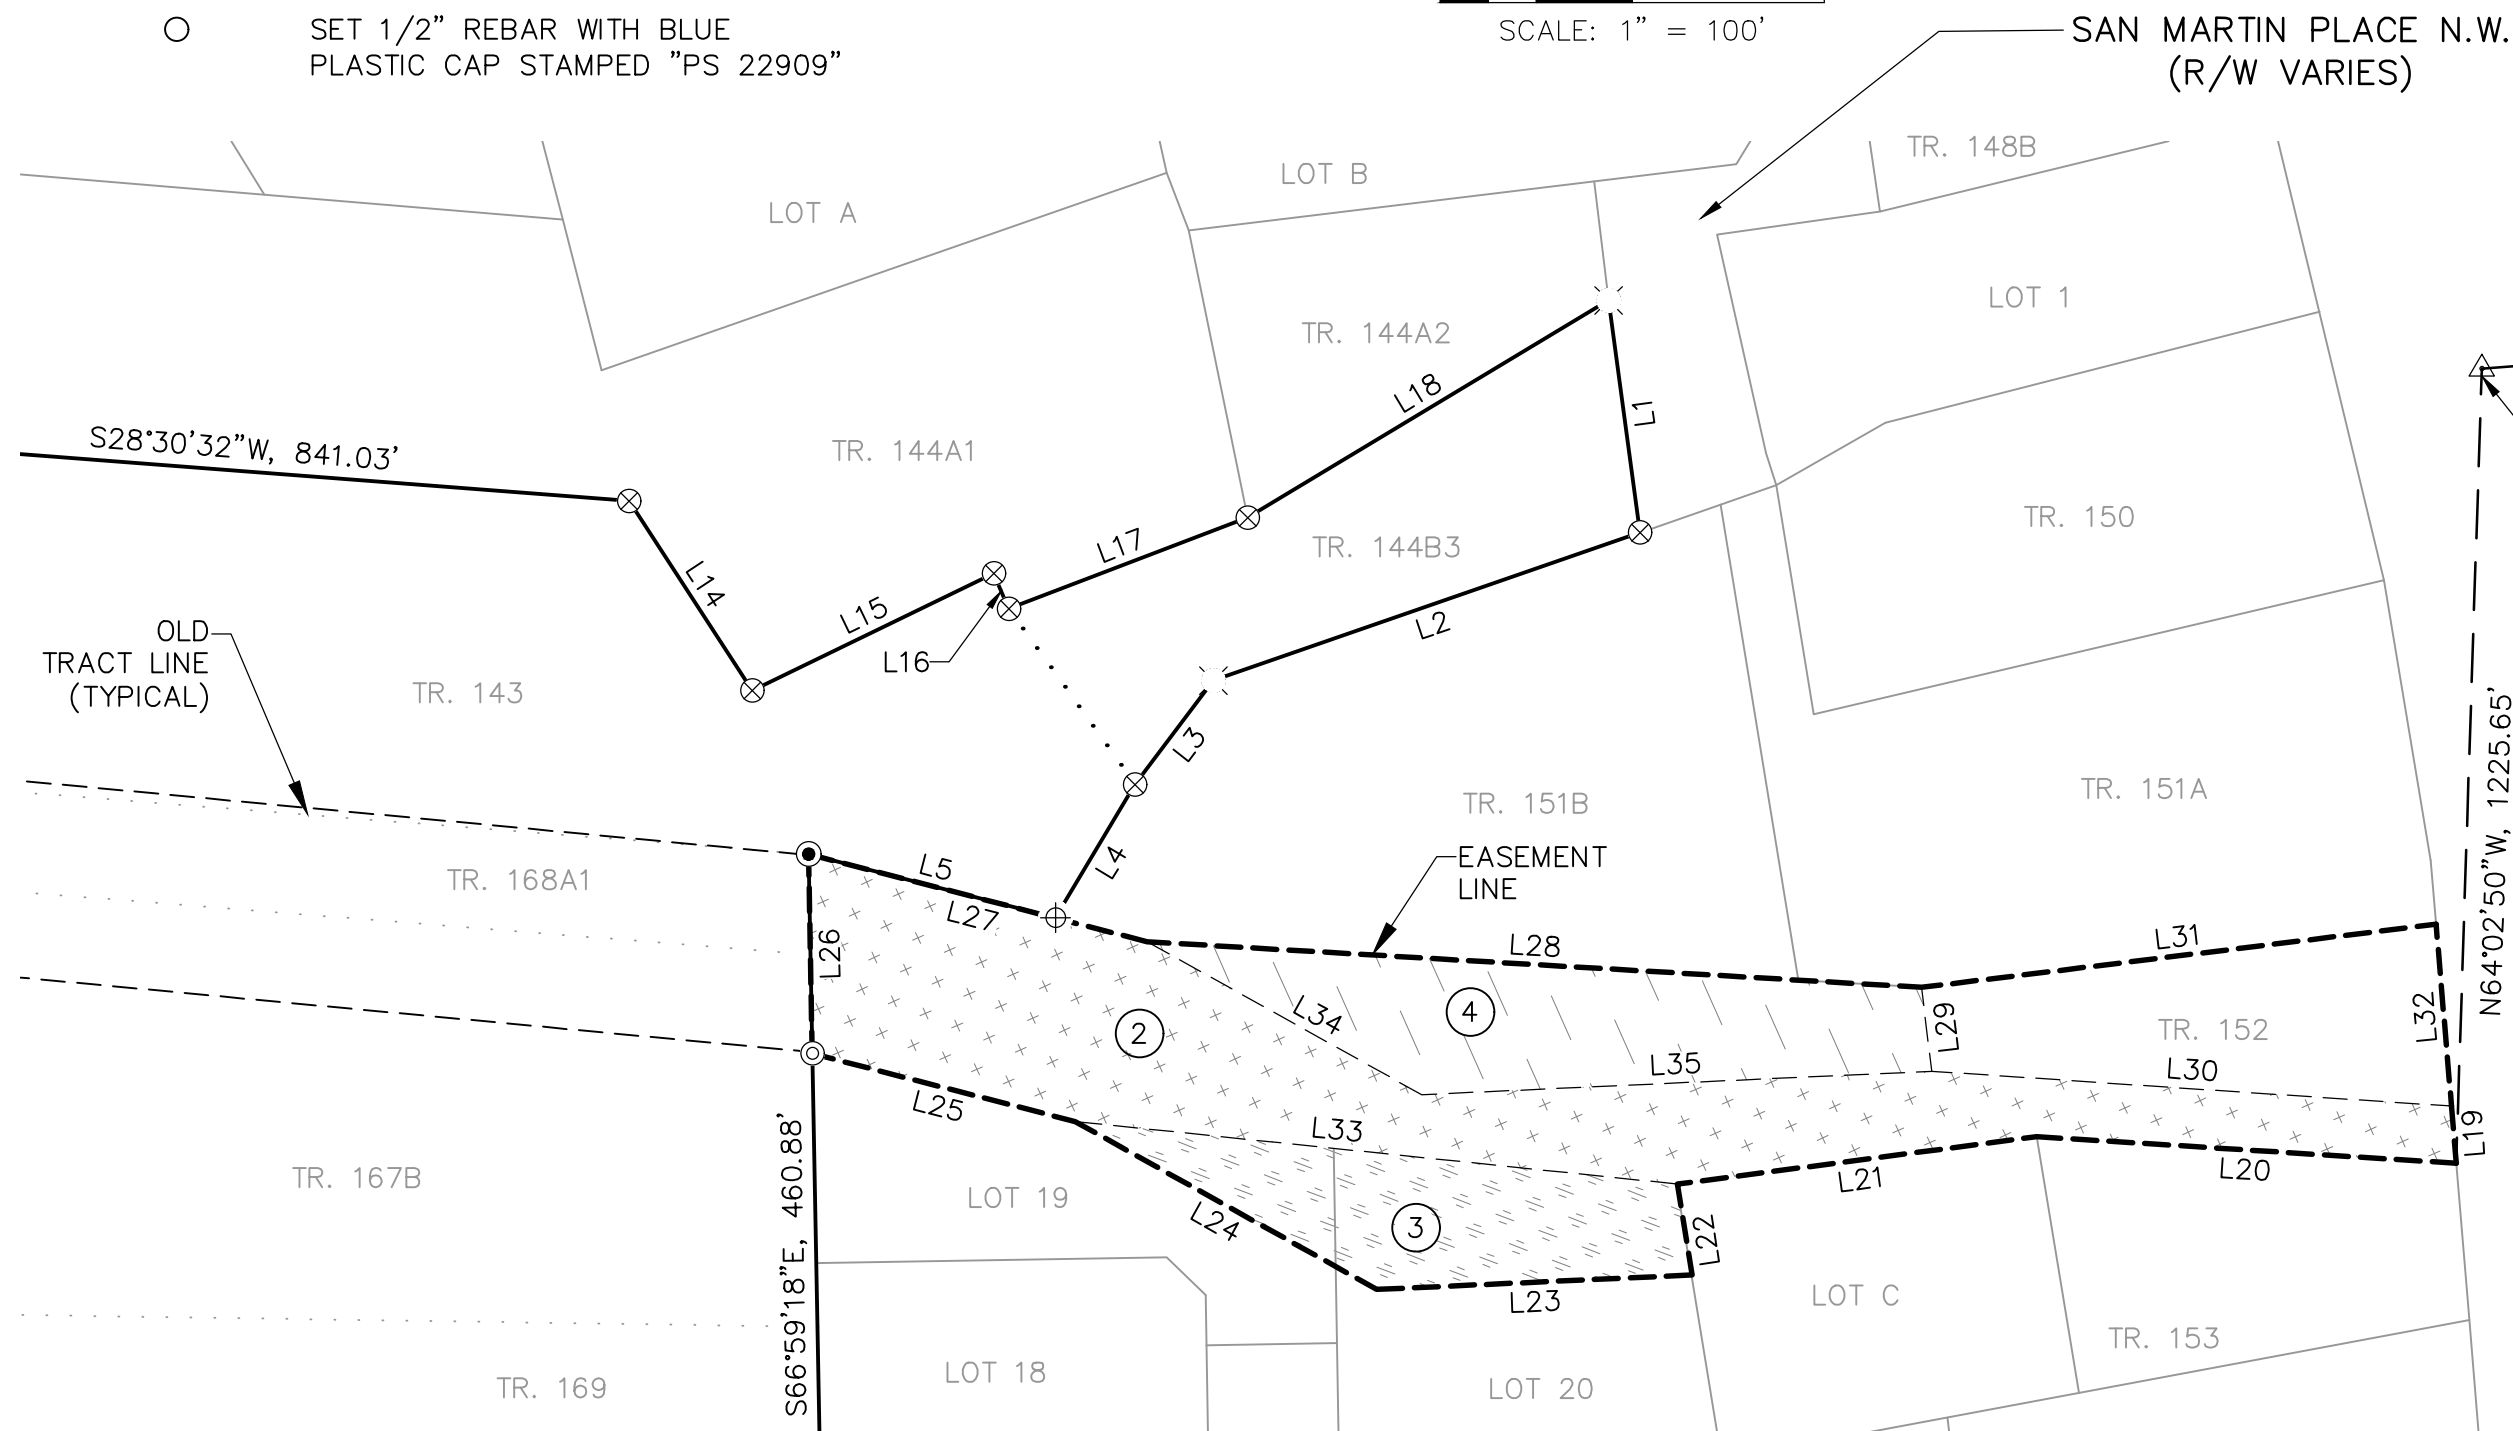 SET 1/2" REBAR WITH BLUE
PLASTIC CAP STAMPED "PS 22909"
SCALE: 1" = 100'
SAN MARTIN PLACE N.W.
(R/W VARIES)
TR. 148B
LOT B
LOT A
LOT 1
TR. 144A2
L18
L1
S28°30'32"W, 841.03'
TR. 144A1
TR. 150
L17
TR. 144B3
L14
L15
L2
OLD
TRACT LINE
(TYPICAL)
L16
TR. 143
L3
N64°02'50"W, 1225.65'
TR. 151A
TR. 151B
L4
EASEMENT
LINE
L5
TR. 168A1
L27
L26
L28
L31
L34
4
2
L29
L32
TR. 152
L35
L30
L25
L33
L19
L20
L21
TR. 167B
LOT 19
L24
3
L22
S66°59'18"E, 460.88'
L23
LOT C
TR. 153
LOT 18
TR. 169
LOT 20